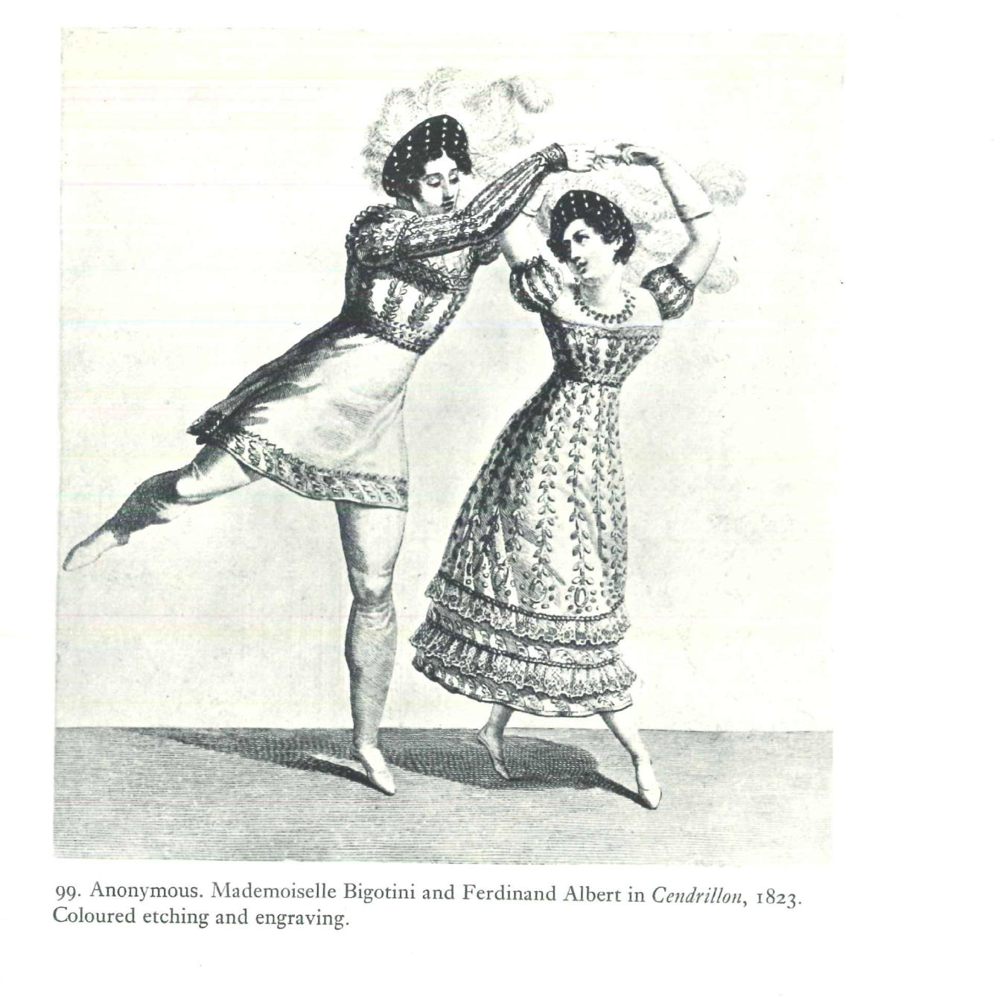 99. Anonymous. Mademoiselle Bigotini and Ferdinand Albert in Cendrillon, 1823.
Coloured etching and engraving.